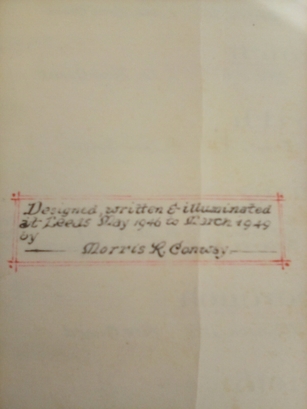 Designed, written & illuminated
at Leeds May 1946 to March 1949
by
Morris R. Conway